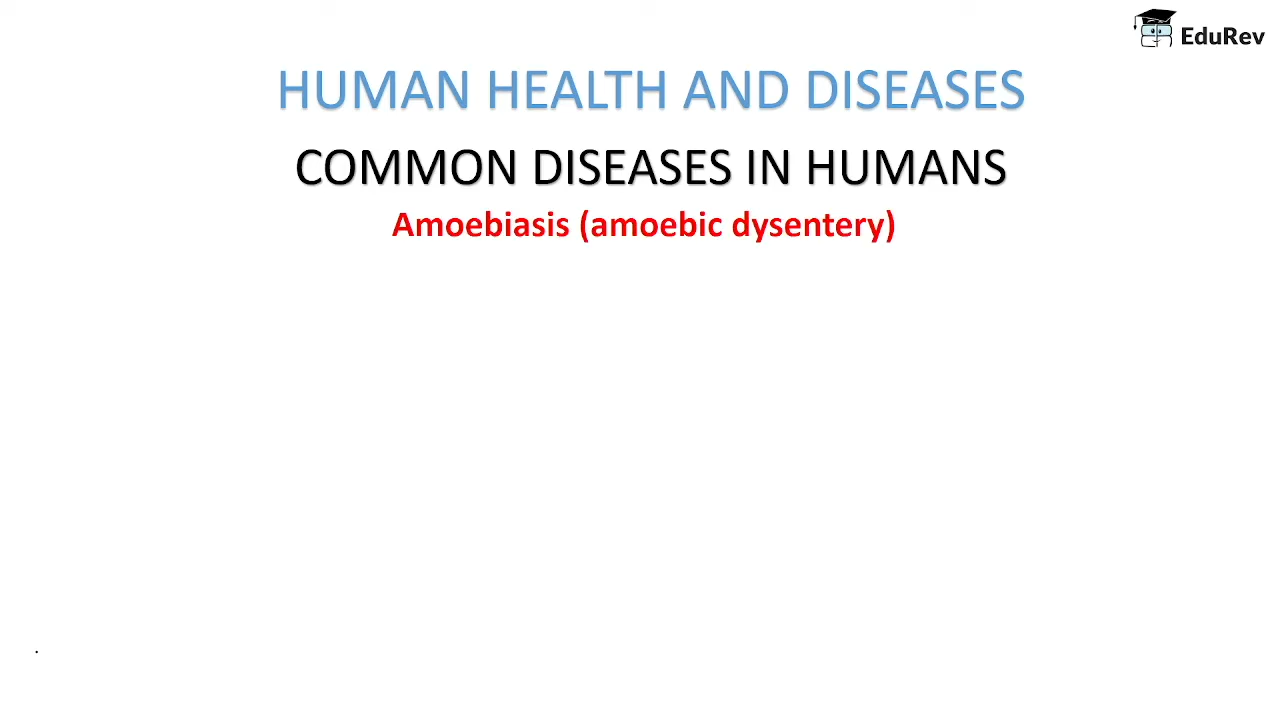 EduRev
HUMAN HEALTH AND DISEASES
COMMON DISEASES IN HUMANS
Amoebiasis (amoebic dysentery)
.